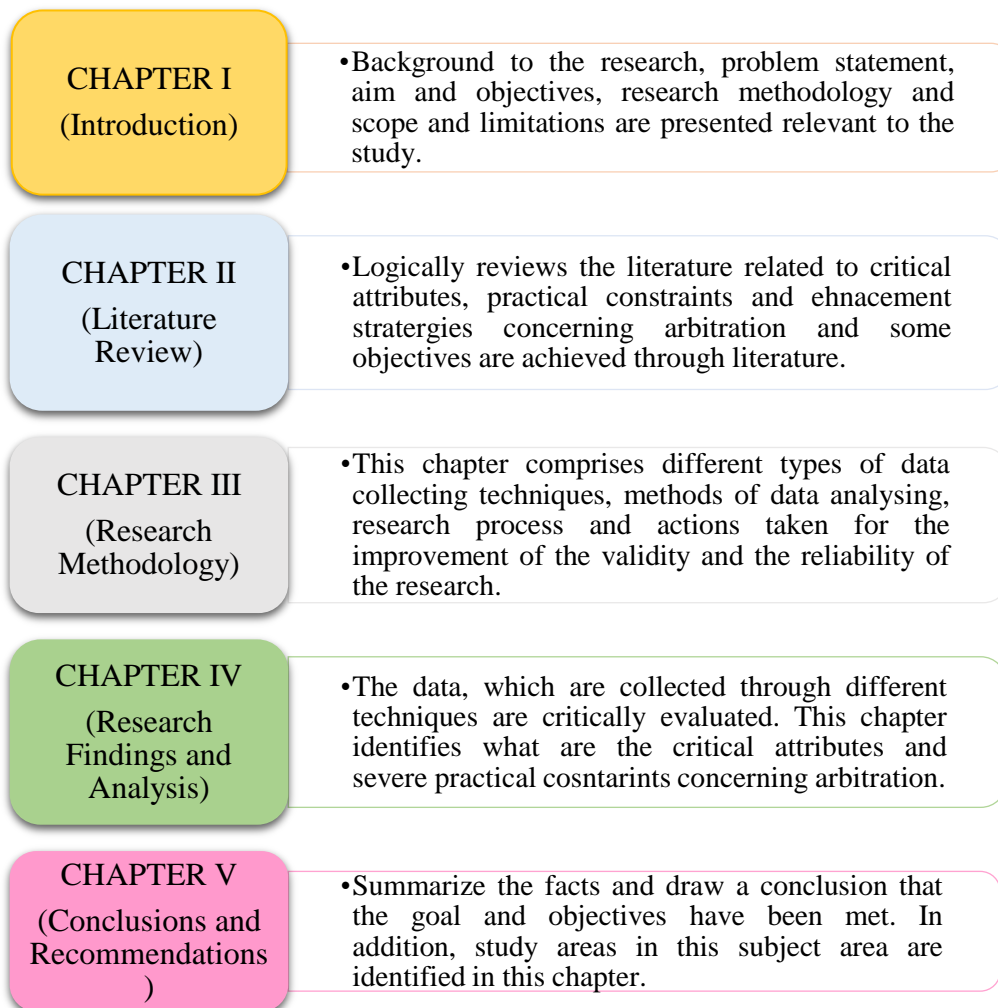 CHAPTER I
(Introduction)
•Background to the research, problem statement,
aim and objectives, research methodology and
scope and limitations are presented relevant to the
study.
CHAPTER II
(Literature
Review)
•Logically reviews the literature related to critical
attributes, practical constraints and ehnacement
stratergies concerning arbitration and some
objectives are achieved through literature.
CHAPTER III
(Research
Methodology)
•This chapter comprises different types of data
collecting techniques, methods of data analysing,
research process and actions taken for the
improvement of the validity and the reliability of
the research.
CHAPTER IV
(Research
Findings and
Analysis)
•The data, which are collected through different
techniques are critically evaluated. This chapter
identifies what are the critical attributes and
severe practical cosntarints concerning arbitration.
CHAPTER V
(Conclusions and
Recommendations
)
•Summarize the facts and draw a conclusion that
the goal and objectives have been met. In
addition, study areas in this subject area are
identified in this chapter.